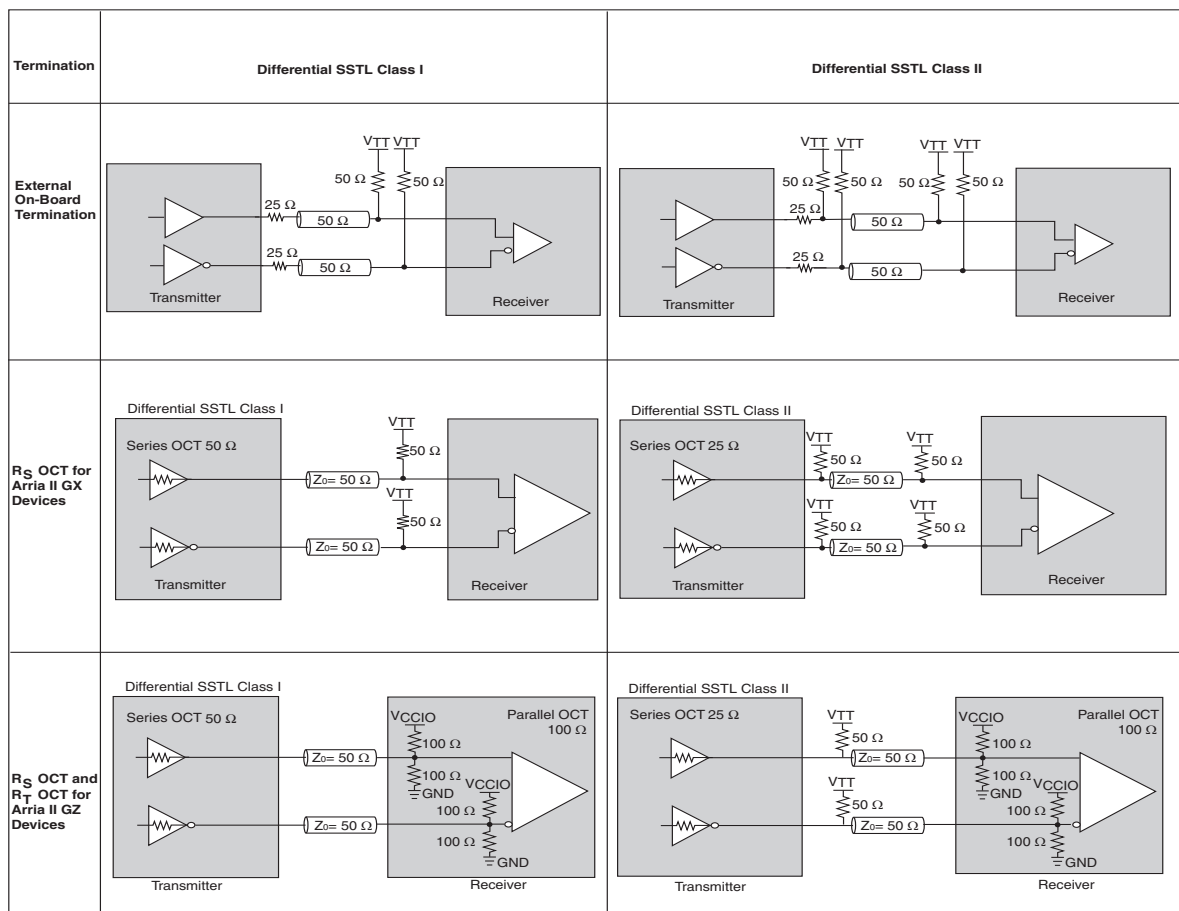 Termination
Differential SSTL Class I
Differential SSTL Class II
External
On-Board
Termination
VTT VTT
50 Ω 50 Ω
25 Ω
50 Ω
25 Ω
50 Ω
Transmitter
Receiver
VTT VTT
VTT VTT
50 Ω 50 Ω
50 Ω 50 Ω
25 Ω
50 Ω
25 Ω
50 Ω
Transmitter
Receiver
RS OCT for
Arria II GX
Devices
Differential SSTL Class I
Series OCT 50 Ω
VTT
50 Ω
Z0= 50 Ω
VTT
50 Ω
Z0= 50 Ω
Transmitter
Receiver
Differential SSTL Class II
Series OCT 25 Ω
VTT
50 Ω
VTT
50 Ω
Z0= 50 Ω
VTT
50 Ω
VTT
50 Ω
Z0= 50 Ω
Transmitter
Receiver
RS OCT and
RT OCT for
Arria II GZ
Devices
Differential SSTL Class I
Series OCT 50 Ω
Parallel OCT
100 Ω
VCCIO
100 Ω
Z0= 50 Ω
100 Ω
GND
VCCIO
100 Ω
Z0= 50 Ω
100 Ω
GND
Transmitter
Receiver
Differential SSTL Class II
Series OCT 25 Ω
VTT
50 Ω
Z0= 50 Ω
VTT
50 Ω
Z0= 50 Ω
Parallel OCT
100 Ω
VCCIO
100 Ω
100 Ω
GND
VCCIO
100 Ω
100 Ω
GND
Transmitter
Receiver